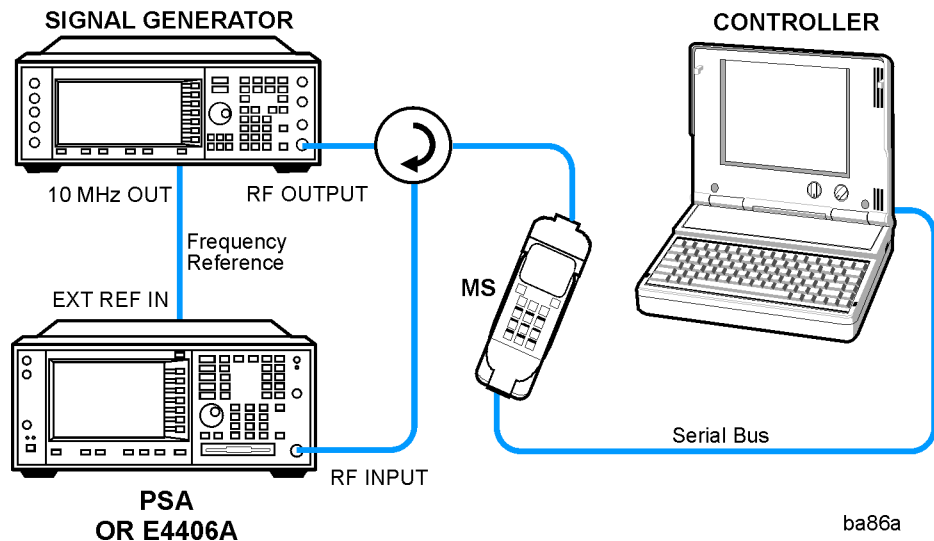 SIGNAL GENERATOR
CONTROLLER
10 MHz OUT
RF OUTPUT
Frequency
Reference
EXT REF IN
MS
Serial Bus
RF INPUT
PSA
OR E4406A
ba86a